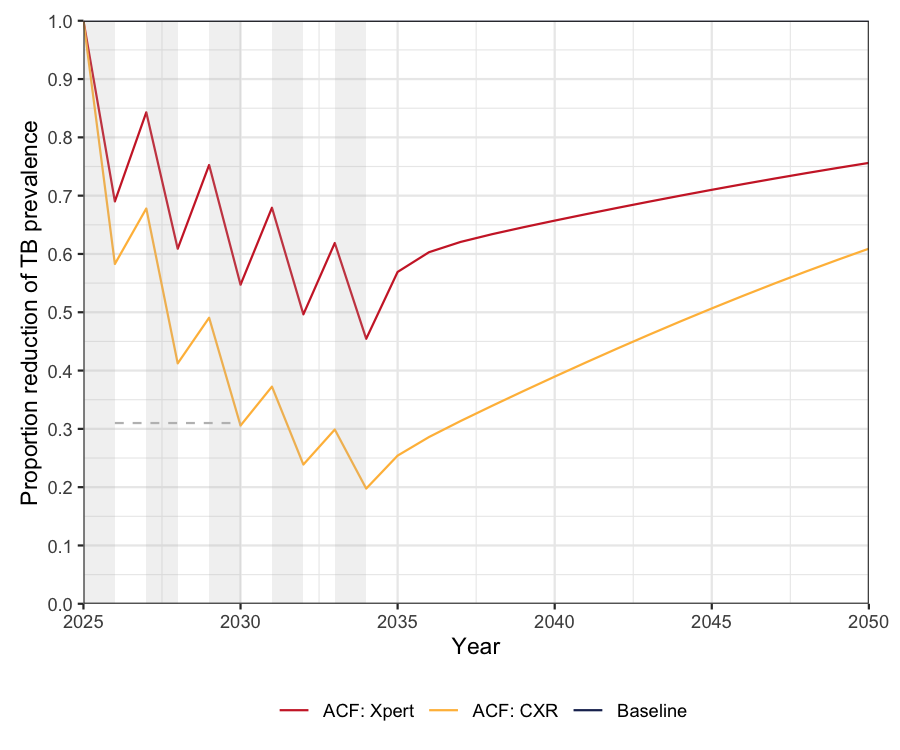 Proportion reduction of TB prevalence
1.0
0.9
0.8
0.7
0.6
0.5
0.4
0.3
0.2
0.1
0.0
2025 2030 2035 2040 2045 2050
Year
ACF: Xpert ACF: CXR Baseline